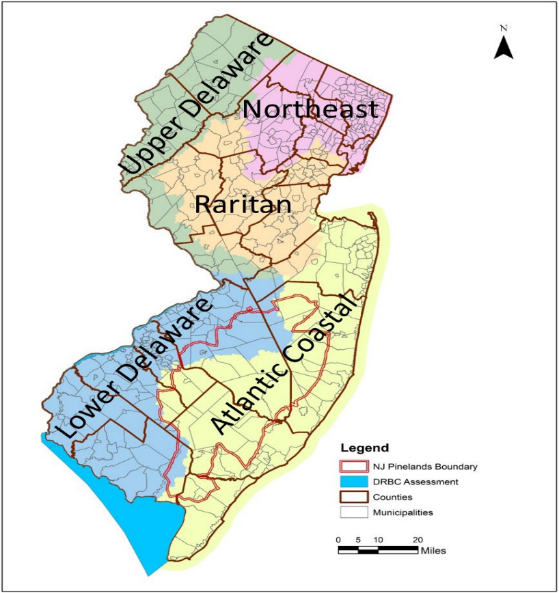 N
Upper Delaware
Northeast
Raritan
Lower Delaware
Atlantic Coastal
Legend
NJ Pinelands Boundary
DRBC Assessment
Counties
Municipalities
0 5 10 20
Miles